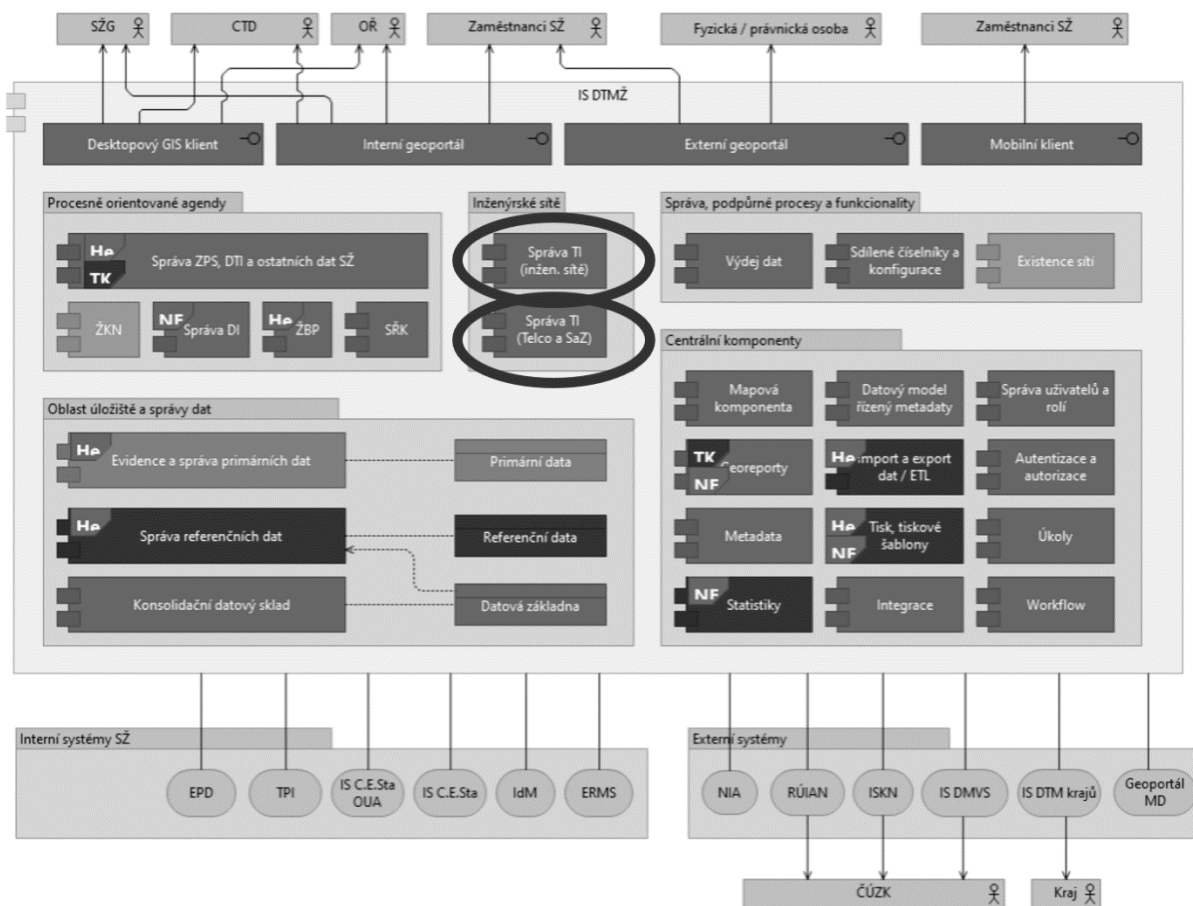 SŽG
CTD
OŘ
Zaměstnanci SŽ
Fyzická / právnická osoba
Zaměstnanci SŽ
IS DTMŽ
Desktopový GIS klient
Interní geoportál
Externí geoportál
Mobilní klient
Procesně orientované agendy
He
TK
Správa ZPS, DTI a ostatních dat SŽ
ŽKN
NF
Správa DI
He
ŽBP
SŘK
Inženýrské sítě
Správa TI
(inžen. sítě)
Správa TI
(Telco a SaZ)
Správa, podpůrné procesy a funkcionality
Výdej dat
Sdílené číselníky a
konfigurace
Existence sítí
Oblast úložiště a správy dat
He
Evidence a správa primárních dat
Primární data
He
Správa referenčních dat
Referenční data
Konsolidační datový sklad
Datová základna
Centrální komponenty
Mapová
komponenta
Datový model
řízený metadaty
Správa uživatelů a
rolí
TK
NF
Georeporty
He
Import a export
dat / ETL
Autentizace a
autorizace
Metadata
He
NF
Tisk, tiskové
šablony
Úkoly
NF
Statistiky
Integrace
Workflow
Interní systémy SŽ
EPD
TPI
IS C.E.Sta
OUA
IS C.E.Sta
IdM
ERMS
Externí systémy
NIA
RÚIAN
ISKN
IS DMVS
IS DTM krajů
Geoportál
MD
ČÚZK
Kraj